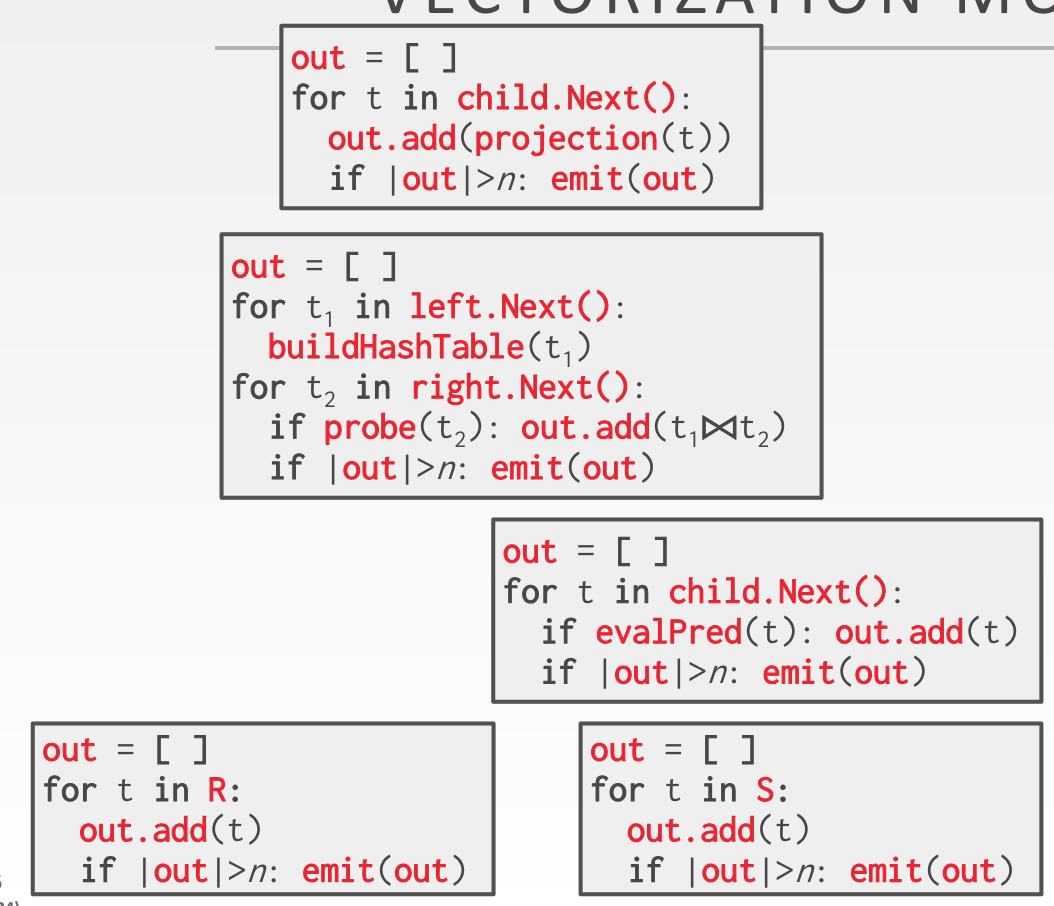 out = [ ]
for t in child.Next():
out.add(projection(t))
if |out|>n: emit(out)
out = [ ]
for t₁ in left.Next():
buildHashTable(t₁)
for t₂ in right.Next():
if probe(t₂): out.add(t₁⋈t₂)
if |out|>n: emit(out)
out = [ ]
for t in child.Next():
if evalPred(t): out.add(t)
if |out|>n: emit(out)
out = [ ]
for t in R:
out.add(t)
if |out|>n: emit(out)
out = [ ]
for t in S:
out.add(t)
if |out|>n: emit(out)